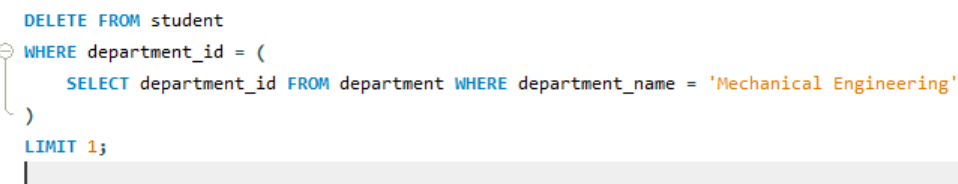 DELETE FROM student
WHERE department_id = (
    SELECT department_id FROM department WHERE department_name = 'Mechanical Engineering'
)
LIMIT 1;